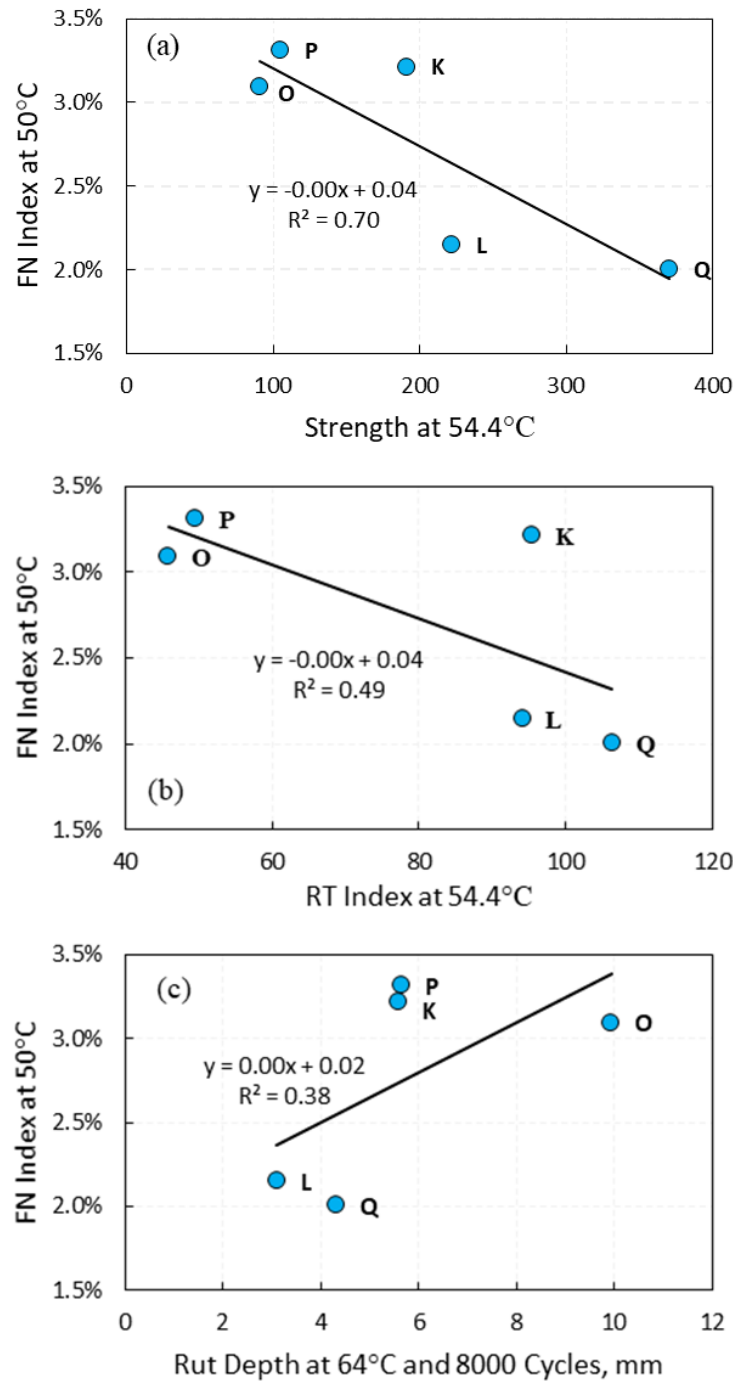 (a)
3.5%
3.0%
2.5%
2.0%
1.5%
FN Index at 50°C
P
K
O
y = -0.00x + 0.04
R² = 0.70
L
Q
0 100 200 300 400
Strength at 54.4°C
3.5%
3.0%
2.5%
2.0%
1.5%
FN Index at 50°C
P
K
O
y = -0.00x + 0.04
R² = 0.49
L
Q
(b)
40 60 80 100 120
RT Index at 54.4°C
3.5%
3.0%
2.5%
2.0%
1.5%
FN Index at 50°C
(c)
P
K
O
y = 0.00x + 0.02
R² = 0.38
L
Q
0 2 4 6 8 10 12
Rut Depth at 64°C and 8000 Cycles, mm